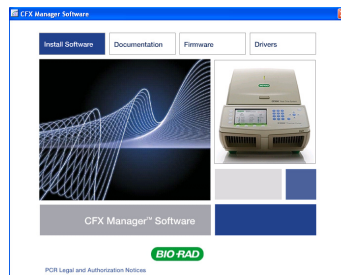 CFX Manager Software
Install Software
Documentation
Firmware
Drivers
CFX Manager™ Software
BIO-RAD
PCR Legal and Authorization Notices